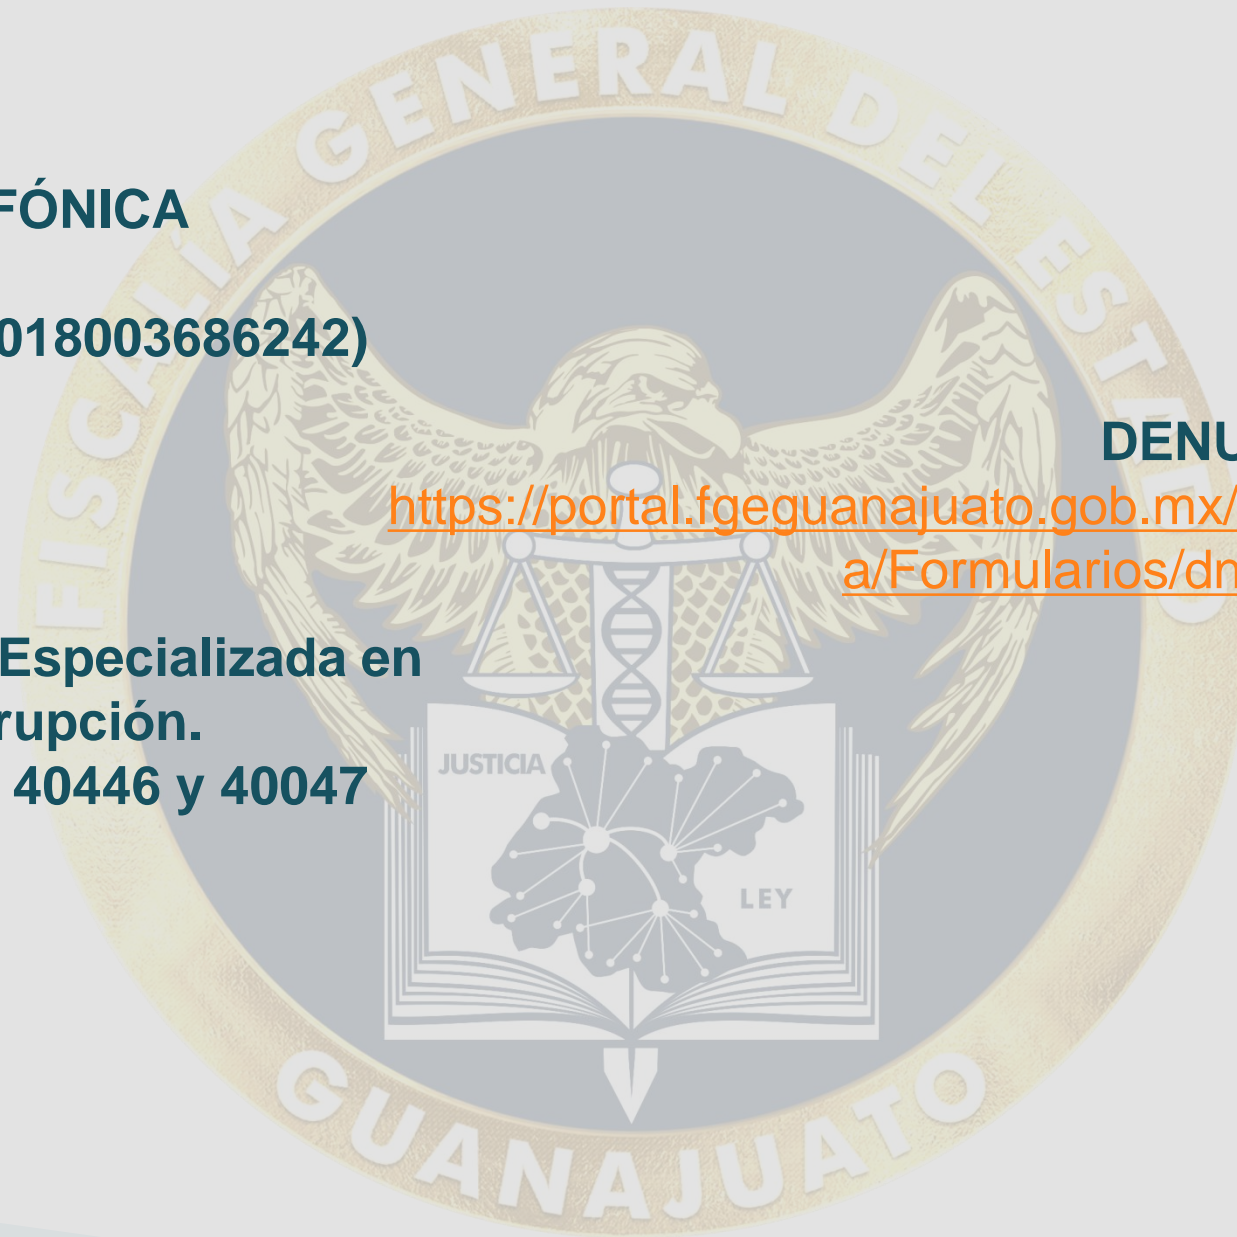 FISCALÍA GENERAL DEL ESTADO
FÓNICA
018003686242)
DENU
https://portal.fgeguanajuato.gob.mx/
a/Formularios/dn
Especializada en
rupción.
40446 y 40047
JUSTICIA
LEY
GUANAJUATO